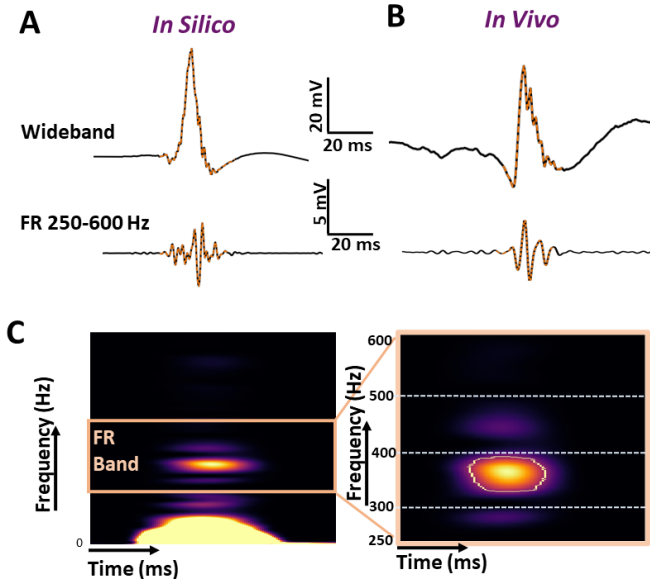 A
In Silico
B
In Vivo
Wideband
20 mV
20 ms
FR 250-600 Hz
5 mV
20 ms
C
Frequency (Hz)
FR
Band
0
Time (ms)
Frequency (Hz)
600
500
400
300
250
Time (ms)